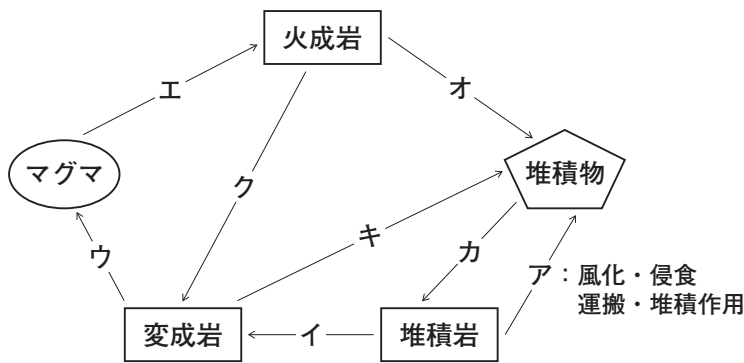 火成岩
エ
オ
マグマ
堆積物
ク
キ
カ
ウ
ア：風化・侵食
運搬・堆積作用
変成岩
イ
堆積岩